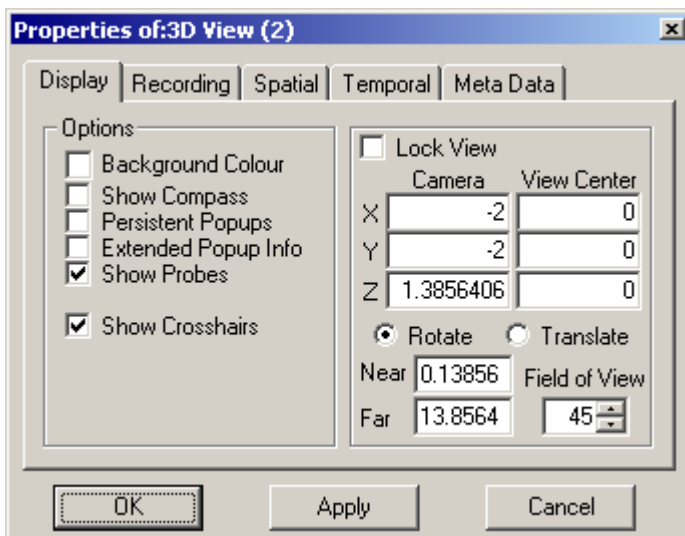 Properties of:3D View (2)
Display Recording Spatial Temporal Meta Data
Options
Background Colour
Show Compass
Persistent Popups
Extended Popup Info
Show Probes
Show Crosshairs
Lock View
Camera View Center
X -2 0
Y -2 0
Z 1.3856406 0
Rotate Translate
Near 0.13856 Field of View
Far 13.8564 45
OK Apply Cancel